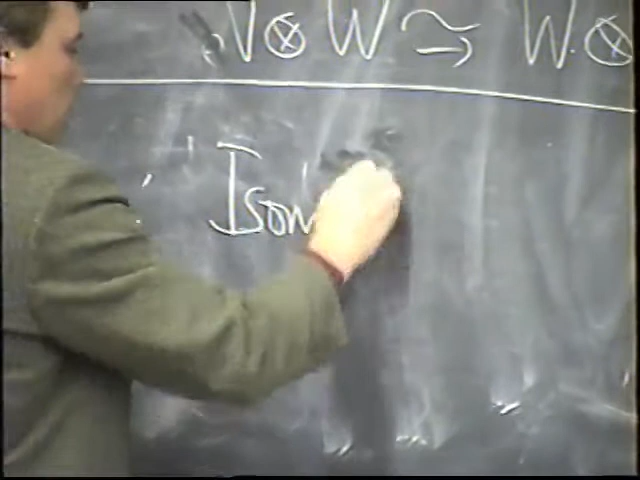 V ⊗ W ≅ W ⊗
Isom